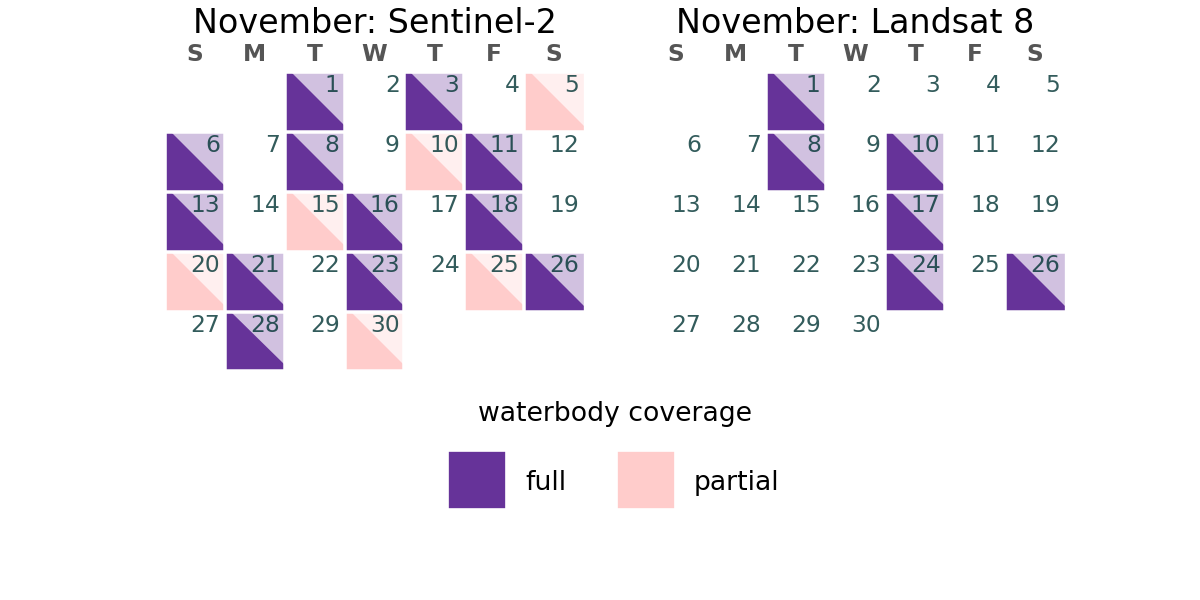 November: Sentinel-2
S M T W T F S
1 2 3 4 5
6 7 8 9 10 11 12
13 14 15 16 17 18 19
20 21 22 23 24 25 26
27 28 29 30
November: Landsat 8
S M T W T F S
1 2 3 4 5
6 7 8 9 10 11 12
13 14 15 16 17 18 19
20 21 22 23 24 25 26
27 28 29 30
waterbody coverage
full
partial